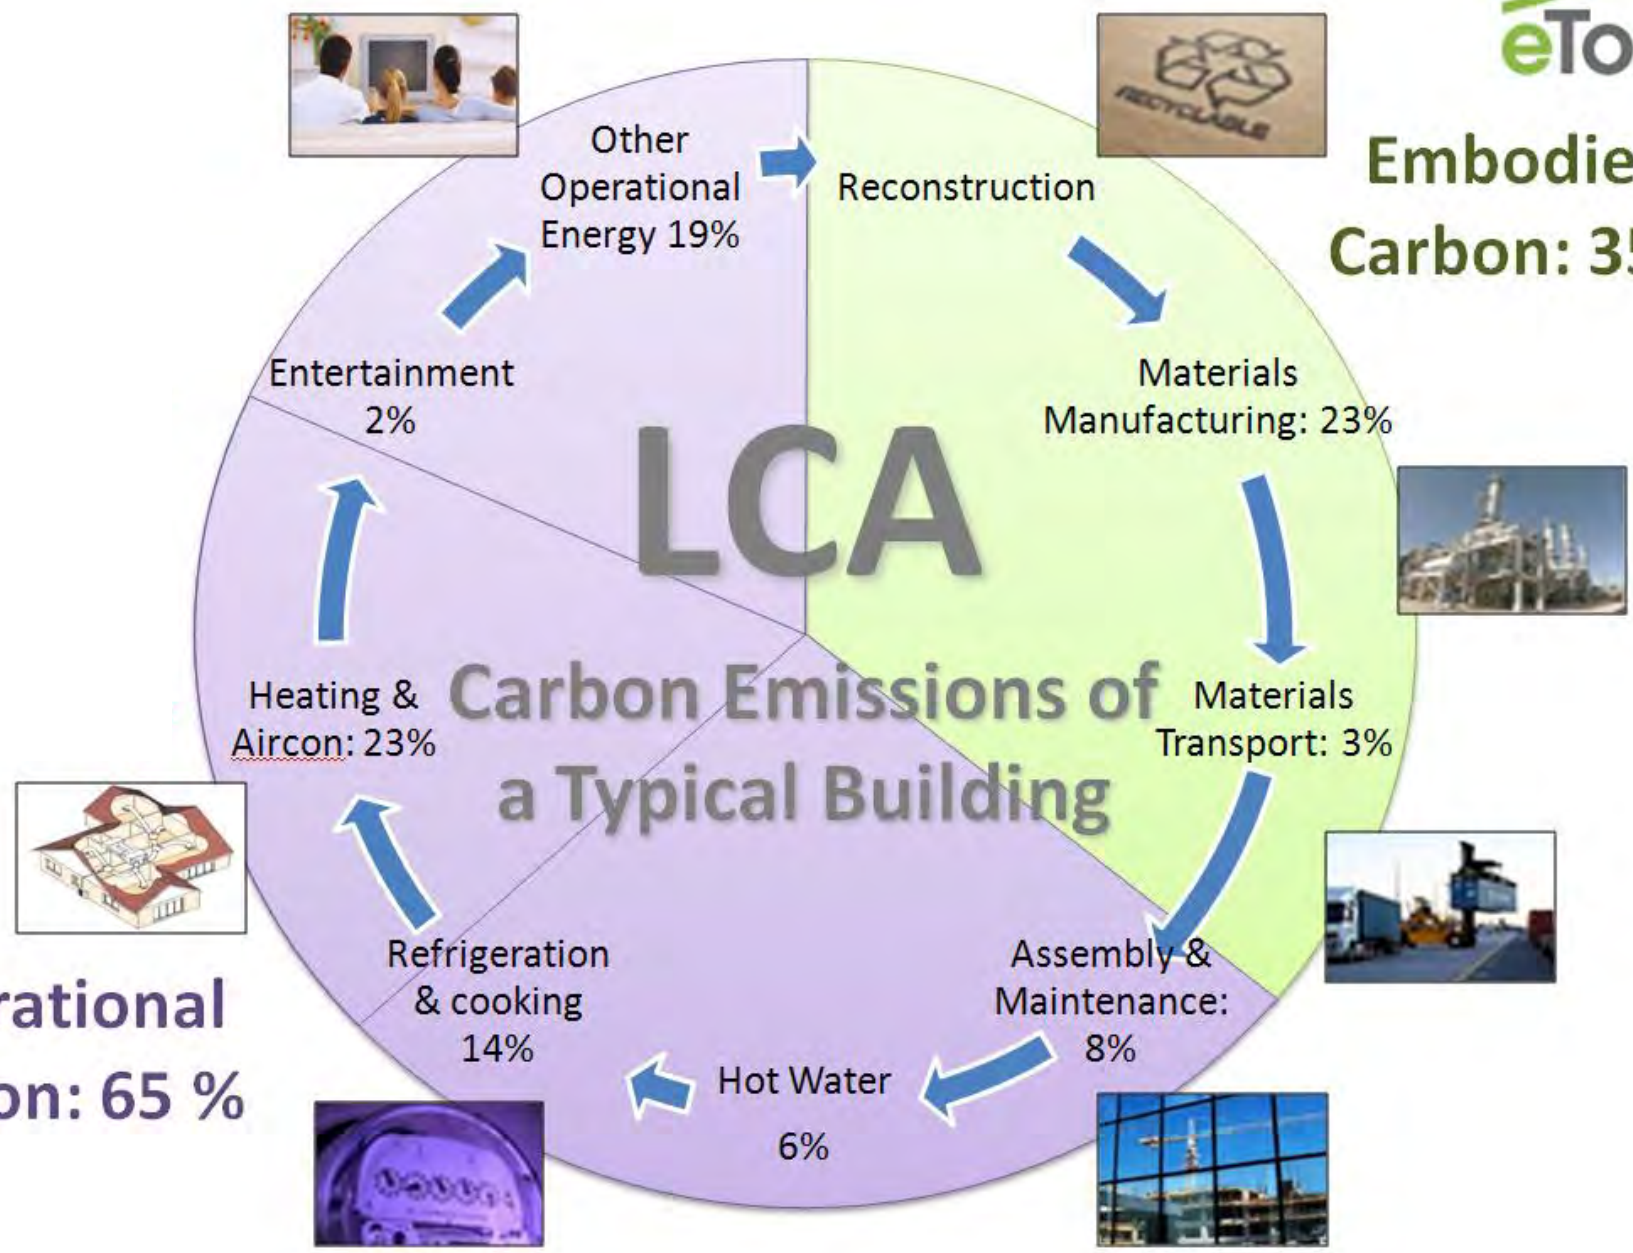 eTo
Embodie
Carbon: 35
Other
Operational
Energy 19%
Reconstruction
RECYCLABLE
Materials
Manufacturing: 23%
Entertainment
2%
LCA
Carbon Emissions of
a Typical Building
Materials
Transport: 3%
Heating &
Aircon: 23%
Assembly &
Maintenance:
8%
Refrigeration
& cooking
14%
Hot Water
6%
rational
on: 65 %